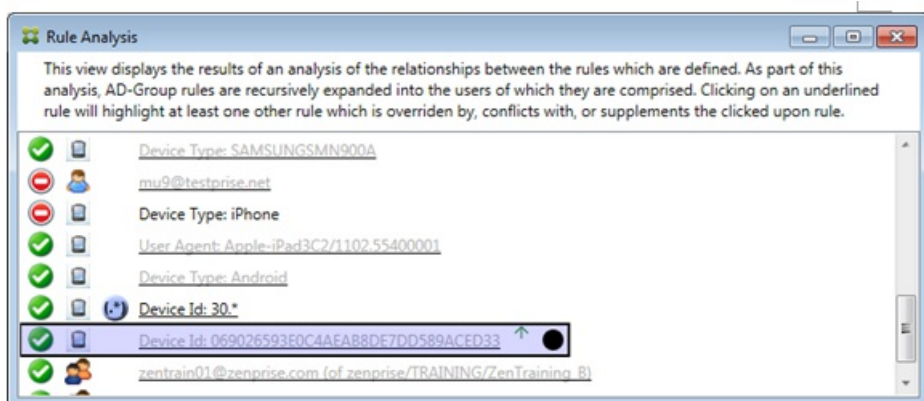 Rule Analysis
This view displays the results of an analysis of the relationships between the rules which are defined. As part of this
analysis, AD-Group rules are recursively expanded into the users of which they are comprised. Clicking on an underlined
rule will highlight at least one other rule which is overriden by, conflicts with, or supplements the clicked upon rule.
Device Type: SAMSUNGSMN900A
mu9@testprise.net
Device Type: iPhone
User Agent: Apple-iPad3C2/1102.55400001
Device Type: Android
(.*) Device Id: 30.*
Device Id: 069026593E0C4AEAB8DE7DD589ACED33
zentrain01@zenprise.com (of zenprise/TRAINING/ZenTraining_B)